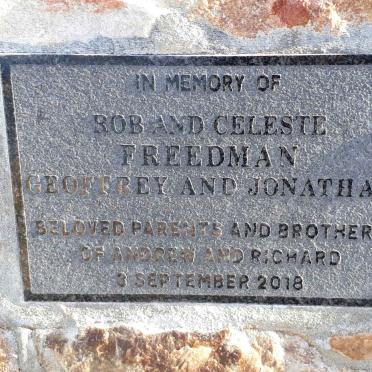 IN MEMORY OF
ROB AND CELESTE
FREEDMAN
GEOFFREY AND JONATHA
BELOVED PARENTS AND BROTHER
OF ANDREW AND RICHARD
3 SEPTEMBER 2018